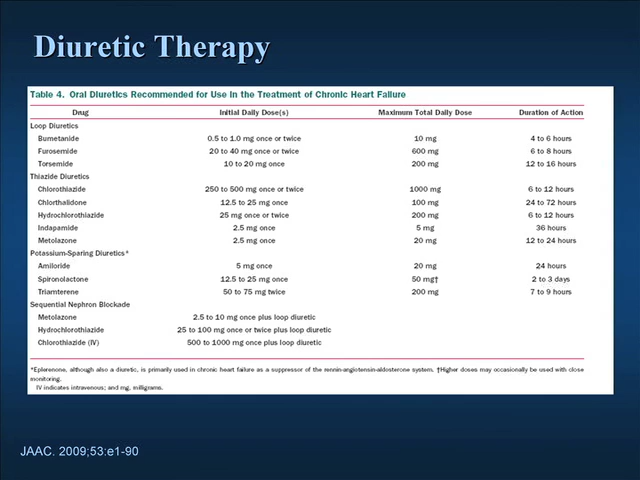 Diuretic Therapy
Table 4. Oral Diuretics Recommended for Use in the Treatment of Chronic Heart Failure
Drug Initial Daily Dose(s) Maximum Total Daily Dose Duration of Action
Loop Diuretics
Bumetanide 0.5 to 1.0 mg once or twice 10 mg 4 to 6 hours
Furosemide 20 to 40 mg once or twice 600 mg 6 to 8 hours
Torsemide 10 to 20 mg once 200 mg 12 to 16 hours
Thiazide Diuretics
Chlorothiazide 250 to 500 mg once or twice 1000 mg 6 to 12 hours
Chlorthalidone 12.5 to 25 mg once 100 mg 24 to 72 hours
Hydrochlorothiazide 25 mg once or twice 200 mg 6 to 12 hours
Indapamide 2.5 mg once 5 mg 36 hours
Metolazone 2.5 mg once 20 mg 12 to 24 hours
Potassium-Sparing Diuretics*
Amiloride 5 mg once 20 mg 24 hours
Spironolactone 12.5 to 25 mg once 50 mg† 2 to 3 days
Triamterene 50 to 75 mg twice 200 mg 7 to 9 hours
Sequential Nephron Blockade
Metolazone 2.5 to 10 mg once plus loop diuretic
Hydrochlorothiazide 25 to 100 mg once or twice plus loop diuretic
Chlorothiazide (IV) 500 to 1000 mg once plus loop diuretic
*Eplerenone, although also a diuretic, is primarily used in chronic heart failure as a suppressor of the rennin-angiotensin-aldosterone system. †Higher doses may occasionally be used with close
monitoring.
IV indicates intravenous; and mg, milligrams.
JAAC. 2009;53:e1-90